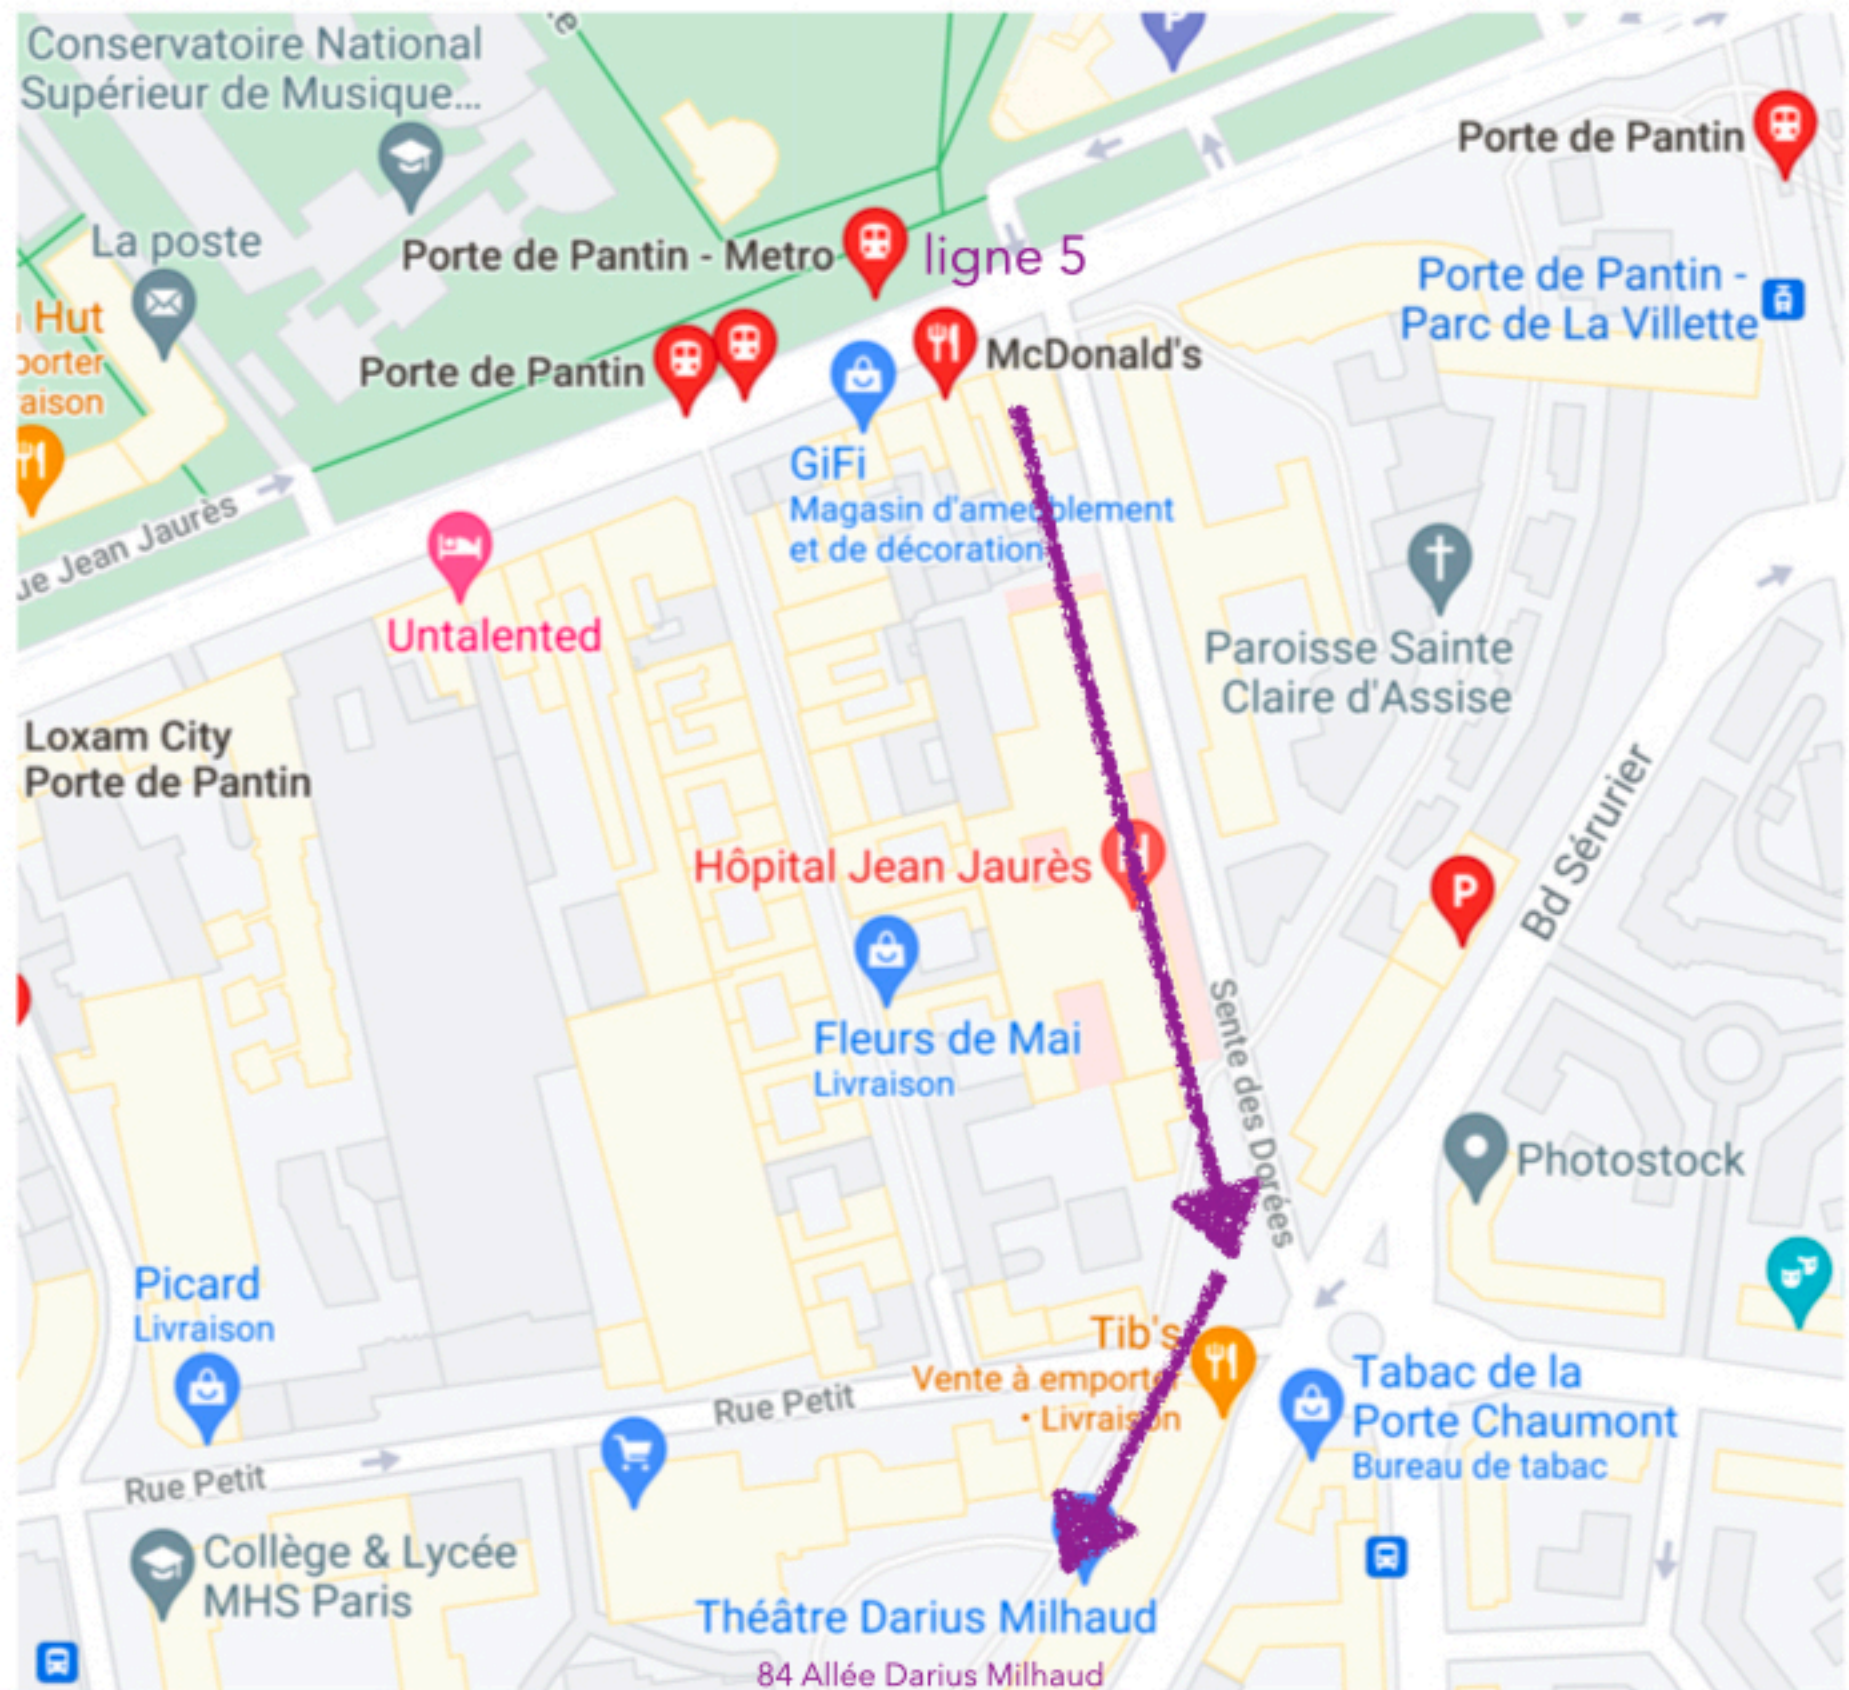 Conservatoire National
Supérieur de Musique...
Porte de Pantin
La poste
Porte de Pantin - Metro
ligne 5
Porte de Pantin -
Parc de La Villette
Hut
porter
raison
Porte de Pantin
McDonald's
GiFi
Magasin d'ameublement
et de décoration
ue Jean Jaurès
Untalented
Paroisse Sainte
Claire d'Assise
Loxam City
Porte de Pantin
Bd Sérurier
Hôpital Jean Jaurès
P
Fleurs de Mai
Livraison
Sente des Dorées
Photostock
Picard
Livraison
Tib's
Vente à emporter
• Livraison
Tabac de la
Porte Chaumont
Bureau de tabac
Rue Petit
Rue Petit
Collège & Lycée
MHS Paris
Théâtre Darius Milhaud
84 Allée Darius Milhaud